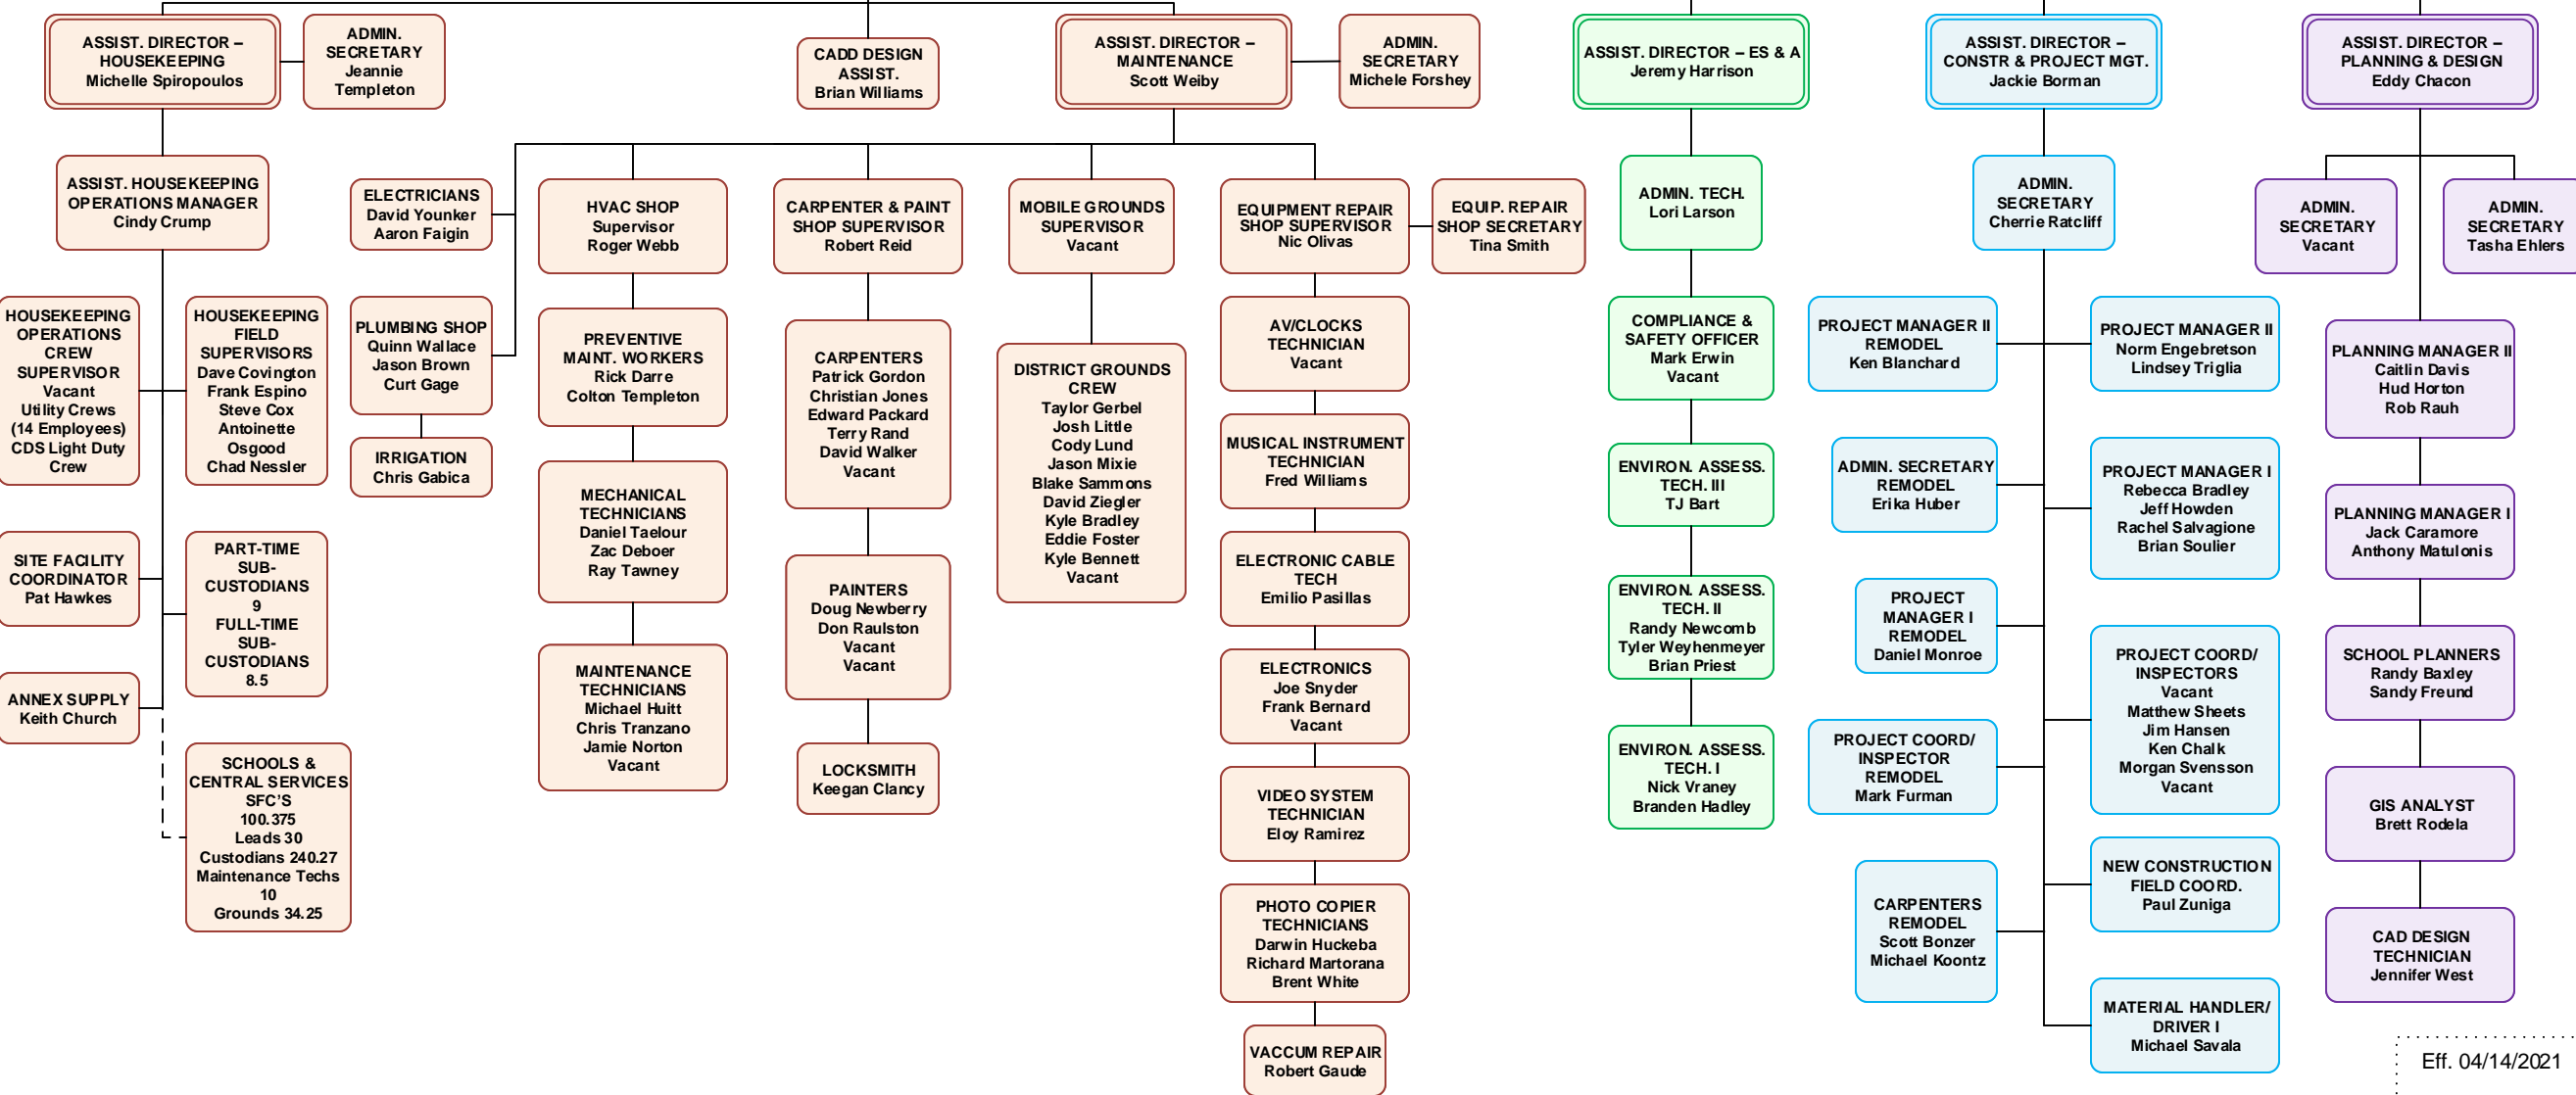 ASSIST. DIRECTOR –
HOUSEKEEPING
Michelle Spiropoulos
ADMIN.
SECRETARY
Jeannie
Templeton
CADD DESIGN
ASSIST.
Brian Williams
ASSIST. DIRECTOR –
MAINTENANCE
Scott Weiby
ADMIN.
SECRETARY
Michele Forshey
ASSIST. DIRECTOR – ES & A
Jeremy Harrison
ASSIST. DIRECTOR –
CONSTR & PROJECT MGT.
Jackie Borman
ASSIST. DIRECTOR –
PLANNING & DESIGN
Eddy Chacon
ASSIST. HOUSEKEEPING
OPERATIONS MANAGER
Cindy Crump
HOUSEKEEPING
OPERATIONS
CREW
SUPERVISOR
Vacant
Utility Crews
(14 Employees)
CDS Light Duty
Crew
HOUSEKEEPING
FIELD
SUPERVISORS
Dave Covington
Frank Espino
Steve Cox
Antoinette
Osgood
Chad Nessler
SITE FACILITY
COORDINATOR
Pat Hawkes
PART-TIME
SUB-
CUSTODIANS
9
FULL-TIME
SUB-
CUSTODIANS
8.5
ANNEX SUPPLY
Keith Church
SCHOOLS &
CENTRAL SERVICES
SFC'S
100.375
Leads 30
Custodians 240.27
Maintenance Techs
10
Grounds 34.25
ELECTRICIANS
David Younker
Aaron Faigin
PLUMBING SHOP
Quinn Wallace
Jason Brown
Curt Gage
IRRIGATION
Chris Gabica
HVAC SHOP
Supervisor
Roger Webb
PREVENTIVE
MAINT. WORKERS
Rick Darre
Colton Templeton
MECHANICAL
TECHNICIANS
Daniel Taelour
Zac Deboer
Ray Tawney
MAINTENANCE
TECHNICIANS
Michael Huitt
Chris Tranzano
Jamie Norton
Vacant
CARPENTER & PAINT
SHOP SUPERVISOR
Robert Reid
CARPENTERS
Patrick Gordon
Christian Jones
Edward Packard
Terry Rand
David Walker
Vacant
PAINTERS
Doug Newberry
Don Raulston
Vacant
Vacant
LOCKSMITH
Keegan Clancy
MOBILE GROUNDS
SUPERVISOR
Vacant
DISTRICT GROUNDS
CREW
Taylor Gerbel
Josh Little
Cody Lund
Jason Mixie
Blake Sammons
David Ziegler
Kyle Bradley
Eddie Foster
Kyle Bennett
Vacant
EQUIPMENT REPAIR
SHOP SUPERVISOR
Nic Olivas
EQUIP. REPAIR
SHOP SECRETARY
Tina Smith
AV/CLOCKS
TECHNICIAN
Vacant
MUSICAL INSTRUMENT
TECHNICIAN
Fred Williams
ELECTRONIC CABLE
TECH
Emilio Pasillas
ELECTRONICS
Joe Snyder
Frank Bernard
Vacant
VIDEO SYSTEM
TECHNICIAN
Eloy Ramirez
PHOTO COPIER
TECHNICIANS
Darwin Huckeba
Richard Martorana
Brent White
VACCUM REPAIR
Robert Gaude
ADMIN. TECH.
Lori Larson
COMPLIANCE &
SAFETY OFFICER
Mark Erwin
Vacant
ENVIRON. ASSESS.
TECH. III
TJ Bart
ENVIRON. ASSESS.
TECH. II
Randy Newcomb
Tyler Weyhenmeyer
Brian Priest
ENVIRON. ASSESS.
TECH. I
Nick Vraney
Branden Hadley
ADMIN.
SECRETARY
Cherrie Ratcliff
PROJECT MANAGER II
REMODEL
Ken Blanchard
PROJECT MANAGER II
Norm Engebretson
Lindsey Triglia
ADMIN. SECRETARY
REMODEL
Erika Huber
PROJECT MANAGER I
Rebecca Bradley
Jeff Howden
Rachel Salvagione
Brian Soulier
PROJECT
MANAGER I
REMODEL
Daniel Monroe
PROJECT COORD/
INSPECTORS
Vacant
Matthew Sheets
Jim Hansen
Ken Chalk
Morgan Svensson
Vacant
PROJECT COORD/
INSPECTOR
REMODEL
Mark Furman
NEW CONSTRUCTION
FIELD COORD.
Paul Zuniga
CARPENTERS
REMODEL
Scott Bonzer
Michael Koontz
MATERIAL HANDLER/
DRIVER I
Michael Savala
ADMIN.
SECRETARY
Vacant
ADMIN.
SECRETARY
Tasha Ehlers
PLANNING MANAGER II
Caitlin Davis
Hud Horton
Rob Rauh
PLANNING MANAGER I
Jack Caramore
Anthony Matulonis
SCHOOL PLANNERS
Randy Baxley
Sandy Freund
GIS ANALYST
Brett Rodela
CAD DESIGN
TECHNICIAN
Jennifer West
Eff. 04/14/2021